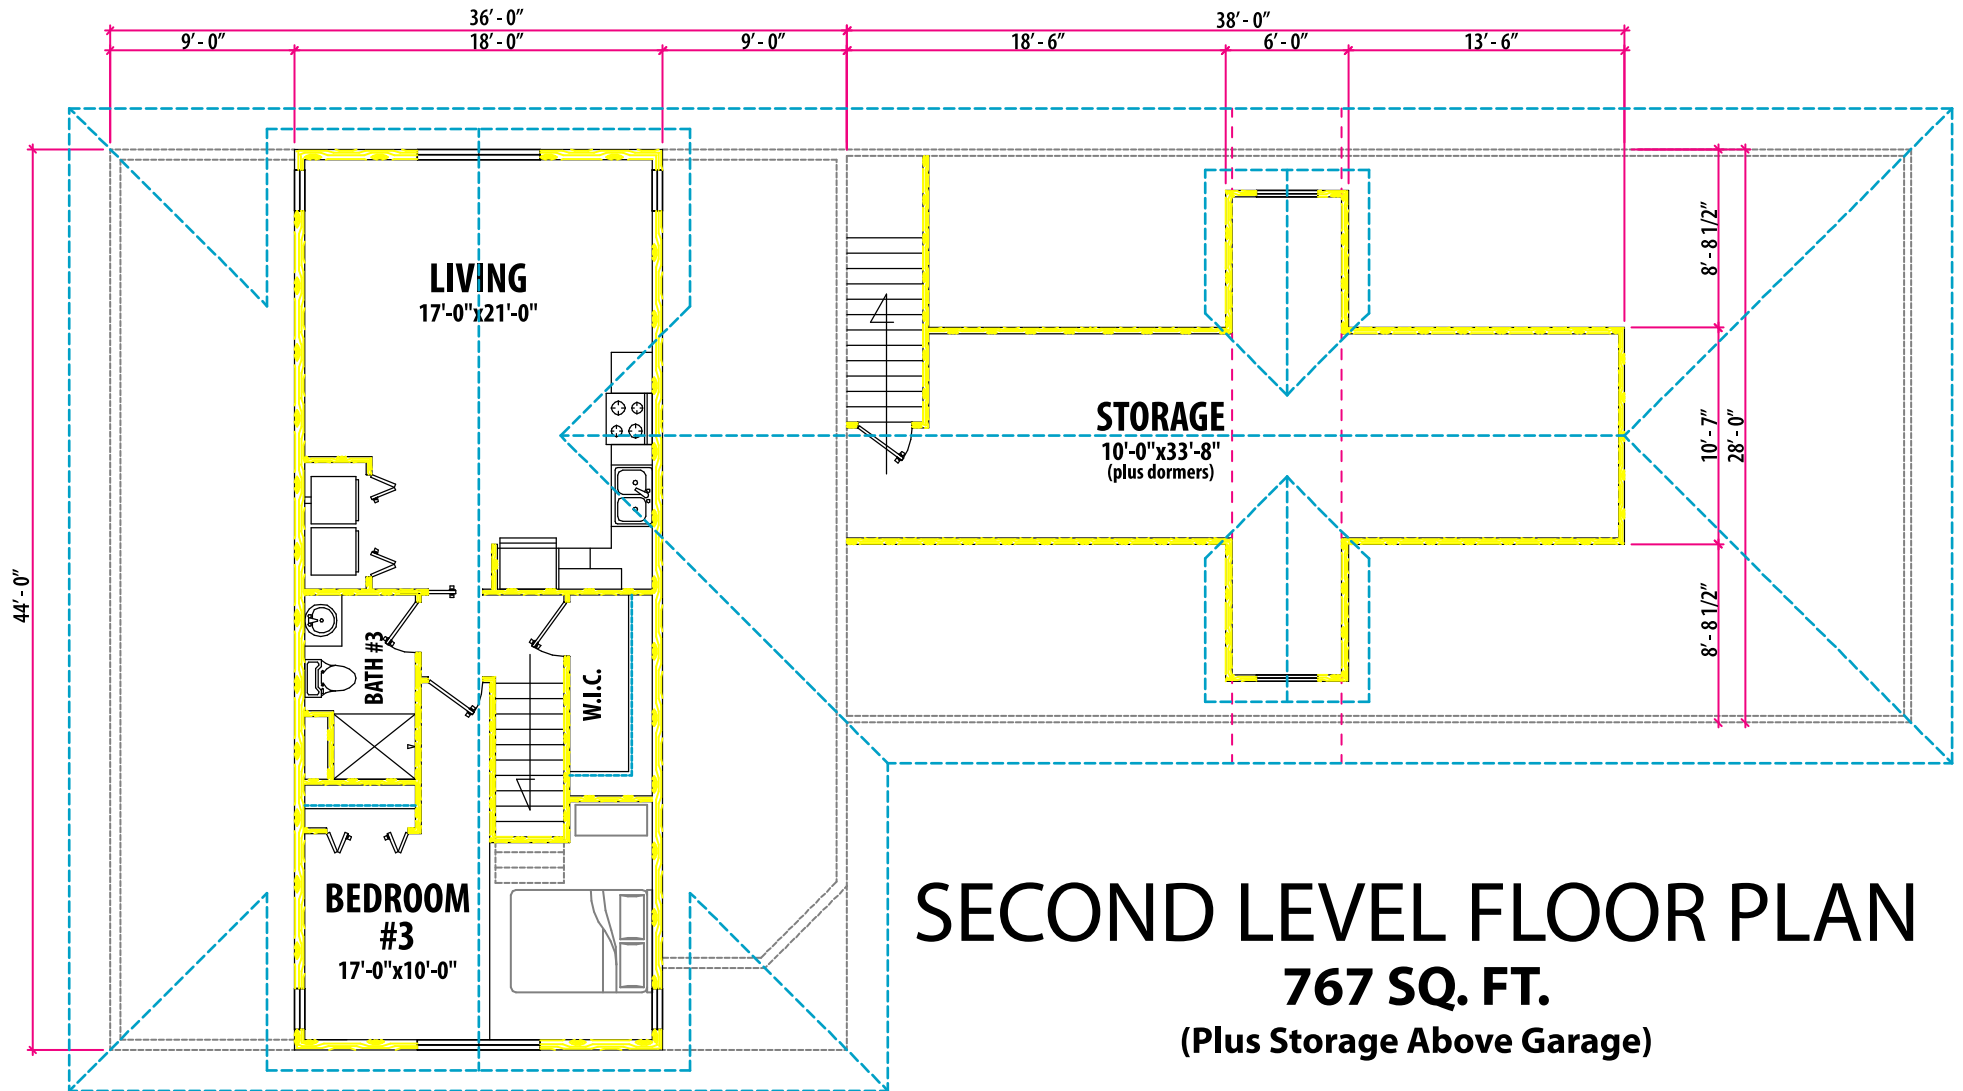 36' - 0"
38' - 0"
9' - 0"
18' - 0"
9' - 0"
18' - 6"
6' - 0"
13' - 6"
8' - 8 1/2"
LIVING
17'-0"x21'-0"
STORAGE
10'-0"x33'-8"
(plus dormers)
10' - 7"
28' - 0"
44' - 0"
8' - 8 1/2"
BATH #3
W.I.C.
BEDROOM
#3
17'-0"x10'-0"
SECOND LEVEL FLOOR PLAN
767 SQ. FT.
(Plus Storage Above Garage)